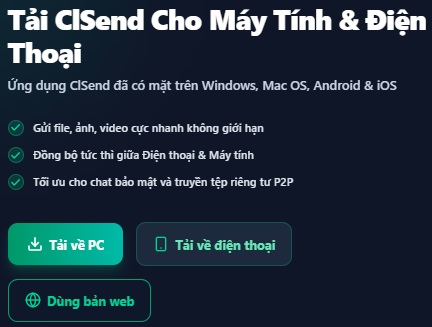 Tải ClSend Cho Máy Tính & Điện
Thoại
Ứng dụng ClSend đã có mặt trên Windows, Mac OS, Android & iOS
Gửi file, ảnh, video cực nhanh không giới hạn
Đồng bộ tức thì giữa Điện thoại & Máy tính
Tối ưu cho chat bảo mật và truyền tệp riêng tư P2P
Tải về PC
Tải về điện thoại
Dùng bản web